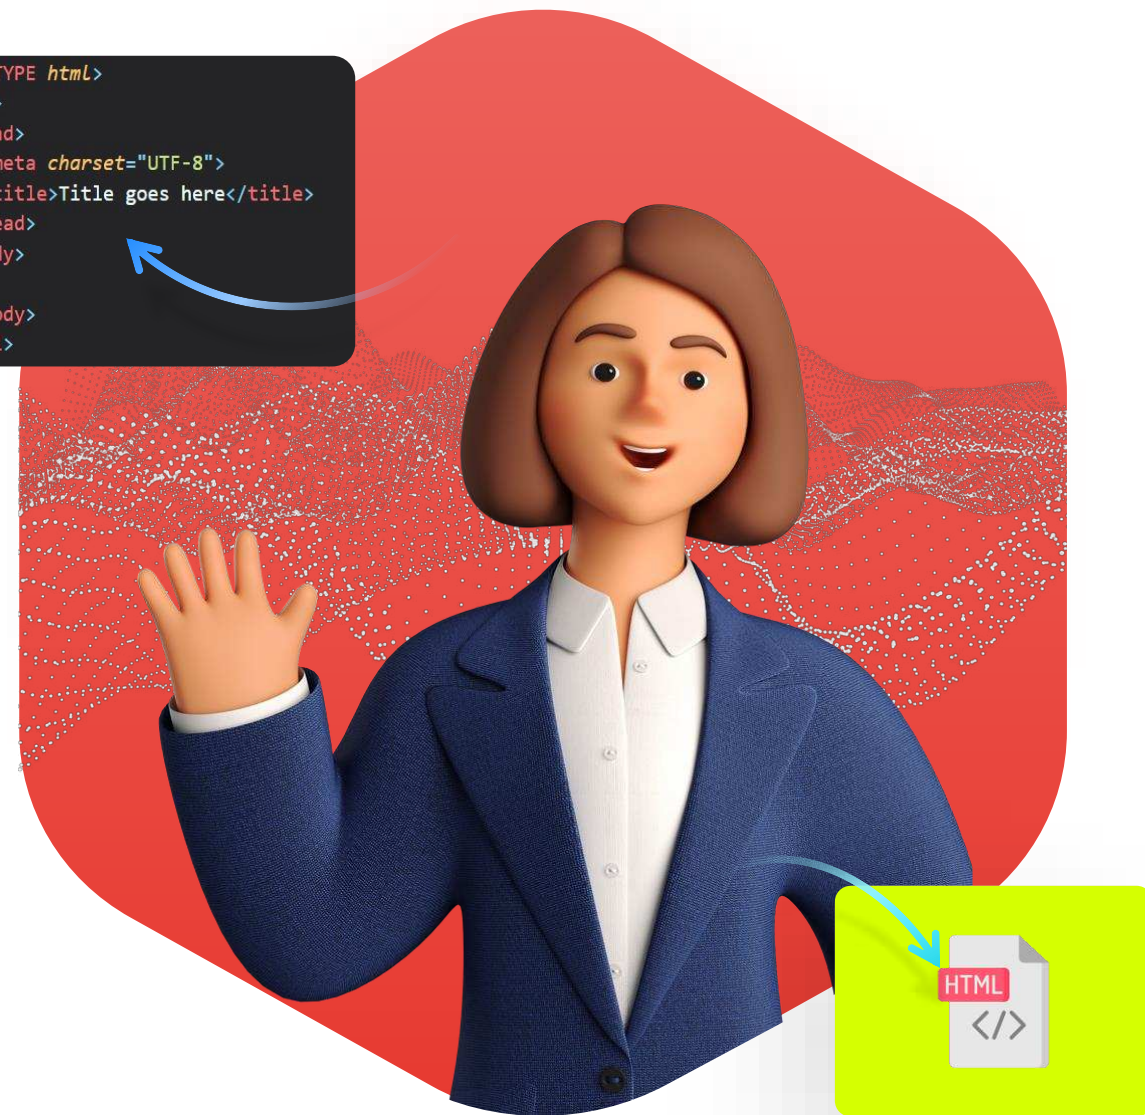 TYPE html>
>
ad>
meta charset="UTF-8">
title>Title goes here</title>
ead>
dy>
ody>
l>
HTML
</>